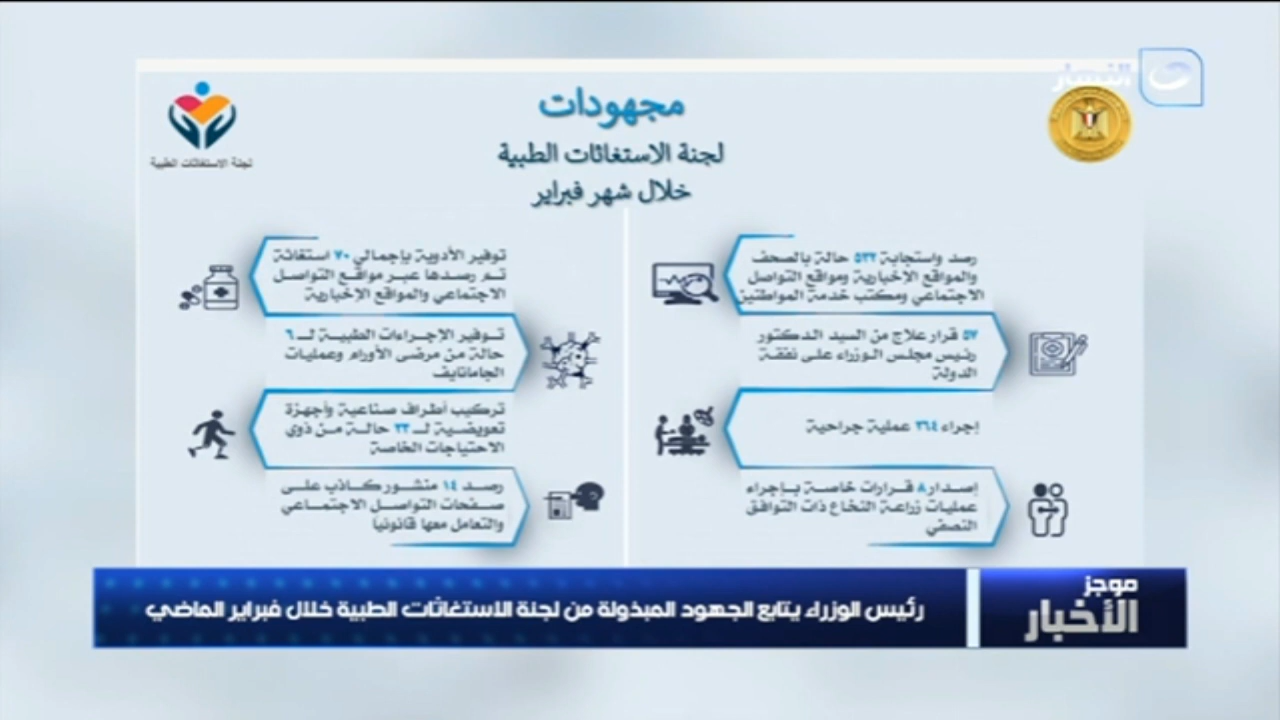 النهار
مجهودات
لجنة الاستغاثات الطبية
خلال شهر فبراير
لجنة الاستغاثات الطبية
رصد واستجابة ٥٣٢ حالة بالصحف
والمواقع الإخبارية ومواقع التواصل
الاجتماعي ومكتب خدمة المواطنين
٥٧ قرار علاج من السيد الدكتور
رئيس مجلس الوزراء على نفقة
الدولة
إجراء ٣٦٤ عملية جراحية
إصدار ٨ قرارات خاصة بإجراء
عمليات زراعة النخاع ذات التوافق
النصفي
توفير الأدوية بإجمالي ٧٠ استغاثة
تم رصدها عبر مواقع التواصل
الاجتماعي والمواقع الإخبارية
توفير الإجراءات الطبية لـ ٦
حالة من مرضى الأورام وعمليات
الجامانايف
تركيب أطراف صناعية وأجهزة
تعويضية لـ ٢٣ حالة من ذوى
الاحتياجات الخاصة
رصد ١٤ منشور كاذب على
صفحات التواصل الاجتماعي
والتعامل معها قانونياً
موجز
الأخبار
رئيس الوزراء يتابع الجهود المبذولة من لجنة الاستغاثات الطبية خلال فبراير الماضي